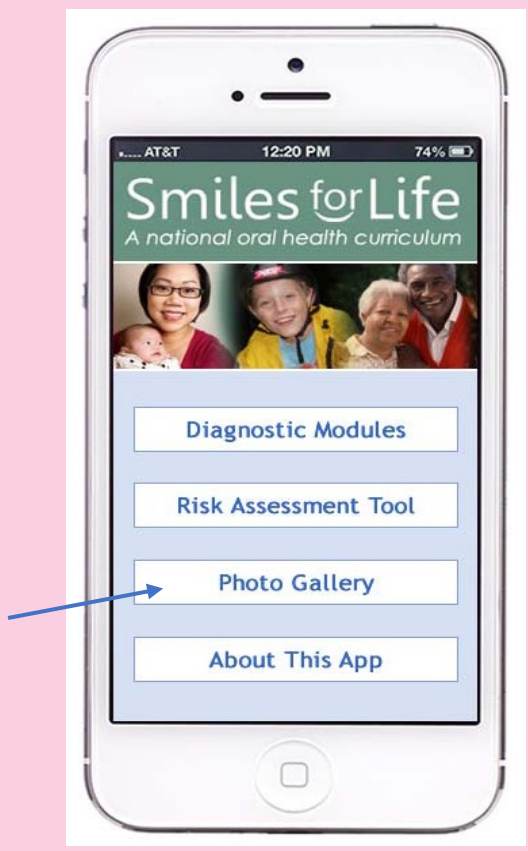 AT&T 12:20 PM 74%
Smiles for Life
A national oral health curriculum
Diagnostic Modules
Risk Assessment Tool
Photo Gallery
About This App